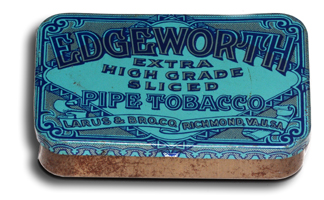 EDGEWORTH
EXTRA
HIGH GRADE
SLICED
PIPE TOBACCO
LARUS & BRO.CO. RICHMOND, VA.U.S.A.